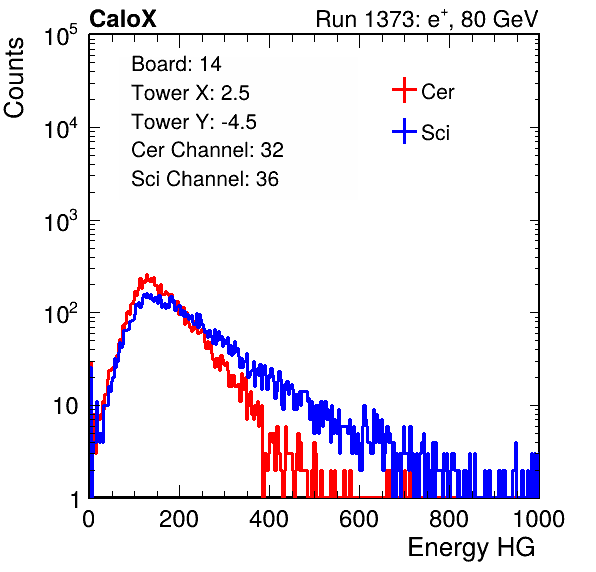 CaloX Run 1373: e⁺, 80 GeV
Counts
Board: 14
Tower X: 2.5
Tower Y: -4.5
Cer Channel: 32
Sci Channel: 36
Cer
Sci
10⁵
10⁴
10³
10²
10
1
0 200 400 600 800 1000
Energy HG